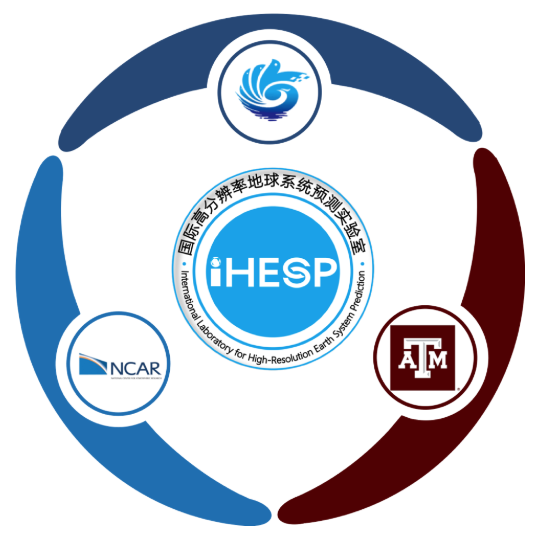 国际高分辨率地球系统预测实验室
iHESP
• International Laboratory for High-Resolution Earth System Prediction •
NCAR
ATM